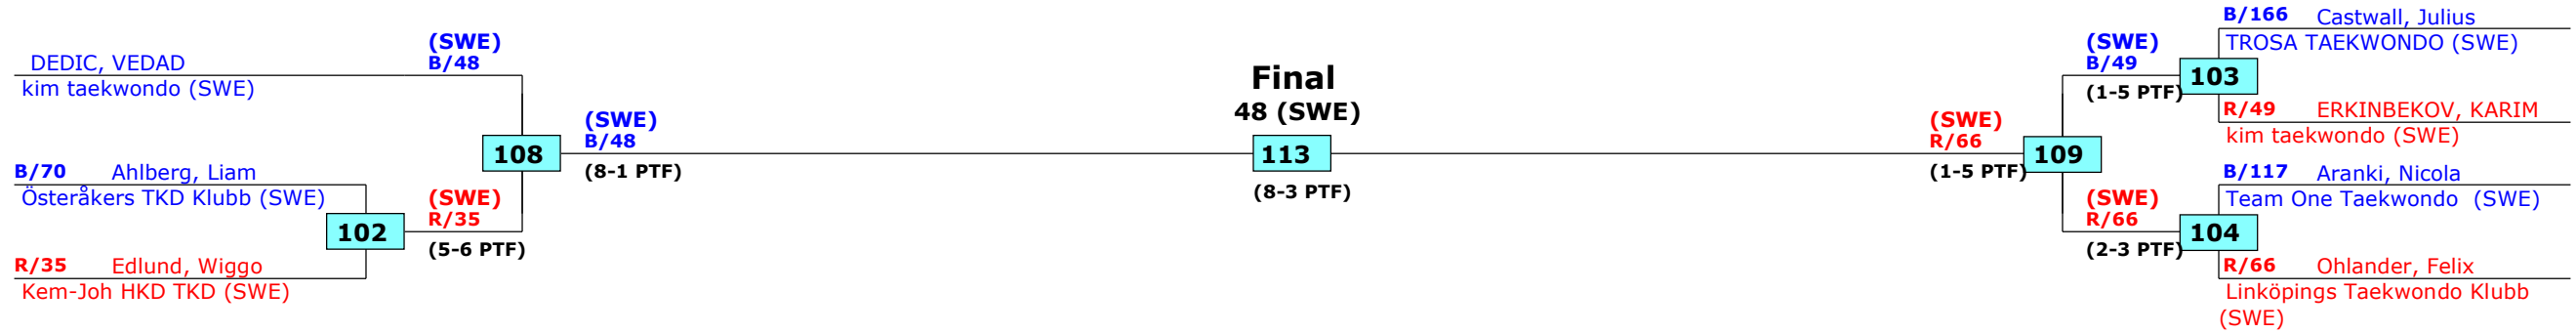 DEDIC, VEDAD
kim taekwondo (SWE)
(SWE)
B/48
B/70 Ahlberg, Liam
Österåkers TKD Klubb (SWE)
102
R/35 Edlund, Wiggo
Kem-Joh HKD TKD (SWE)
(SWE)
R/35
(5-6 PTF)
108
(SWE)
B/48
(8-1 PTF)
Final
48 (SWE)
113
(8-3 PTF)
(SWE)
R/66
(1-5 PTF)
109
(SWE)
B/49
(1-5 PTF)
103
B/166 Castwall, Julius
TROSA TAEKWONDO (SWE)
R/49 ERKINBEKOV, KARIM
kim taekwondo (SWE)
(SWE)
R/66
(2-3 PTF)
104
B/117 Aranki, Nicola
Team One Taekwondo (SWE)
R/66 Ohlander, Felix
Linköpings Taekwondo Klubb
(SWE)